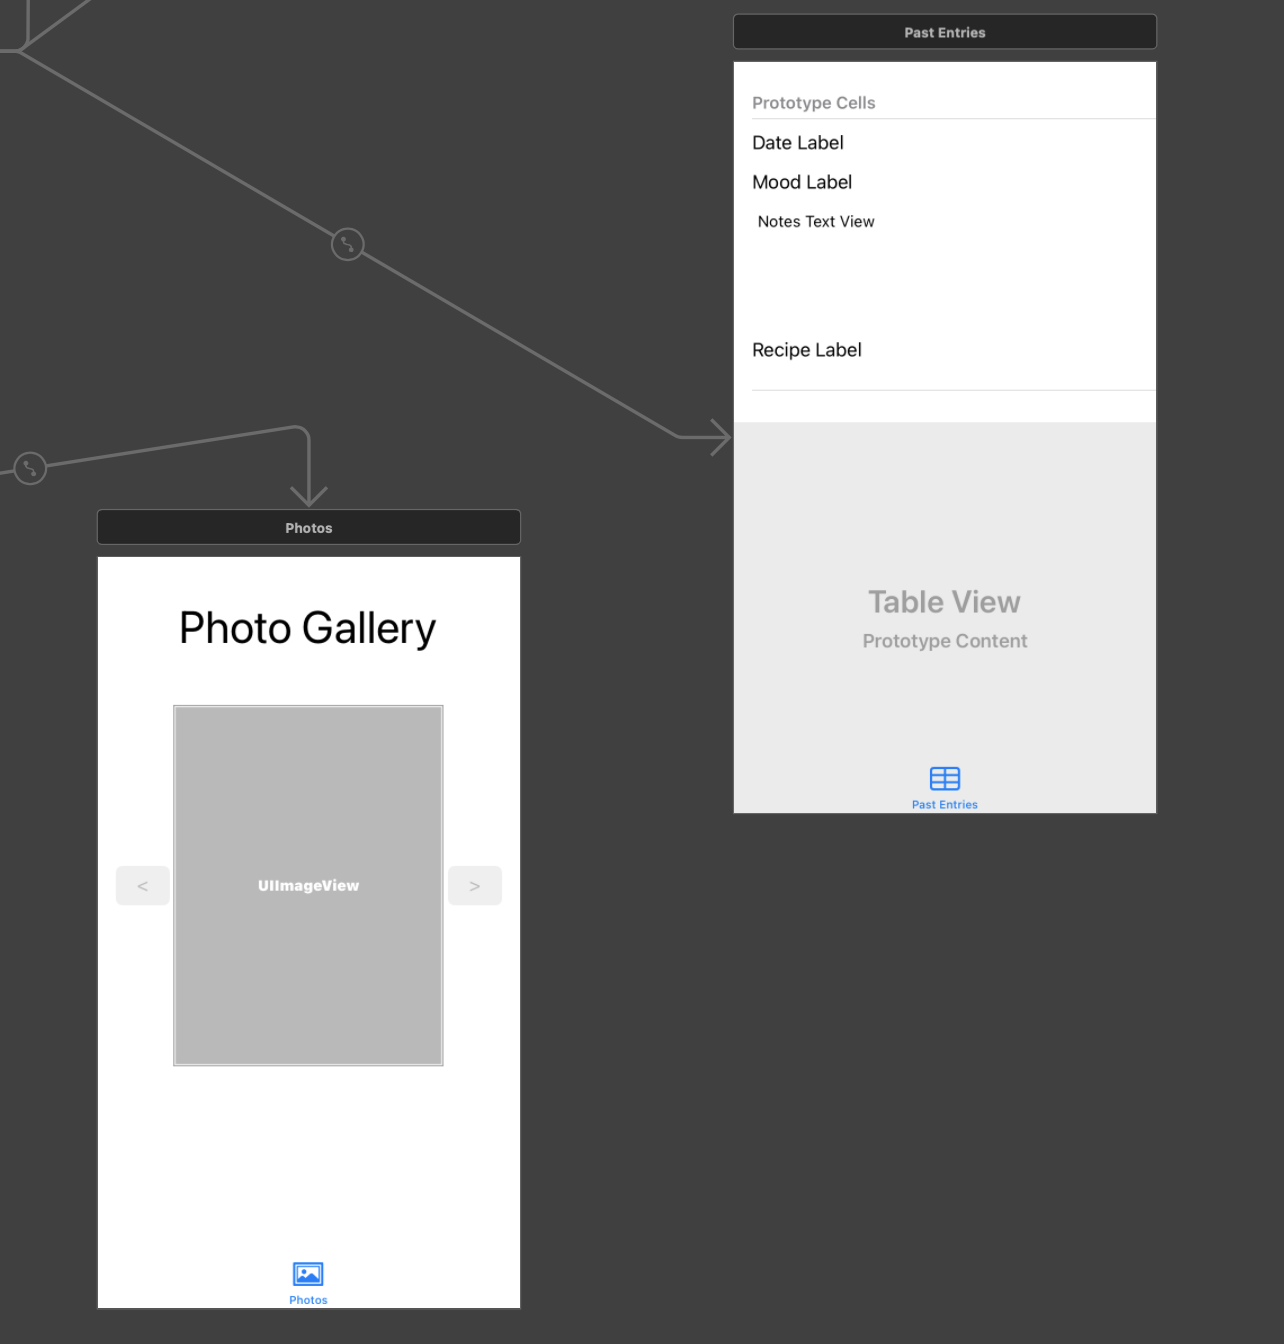 Past Entries
Prototype Cells
Date Label
Mood Label
Notes Text View
Recipe Label
Table View
Prototype Content
Past Entries
Photos
Photo Gallery
<
UIImageView
>
Photos